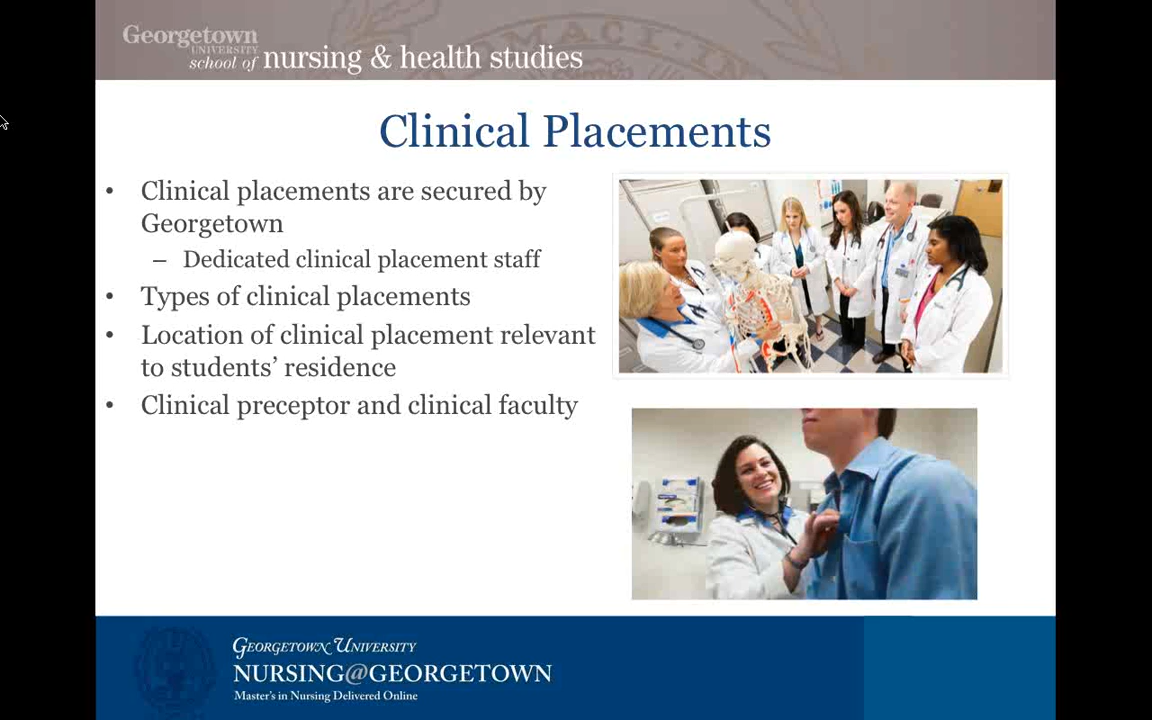 Georgetown
UNIVERSITY
school of nursing & health studies
Clinical Placements
• Clinical placements are secured by
Georgetown
– Dedicated clinical placement staff
• Types of clinical placements
• Location of clinical placement relevant
to students’ residence
• Clinical preceptor and clinical faculty
GEORGETOWN UNIVERSITY
NURSING@GEORGETOWN
Master's in Nursing Delivered Online